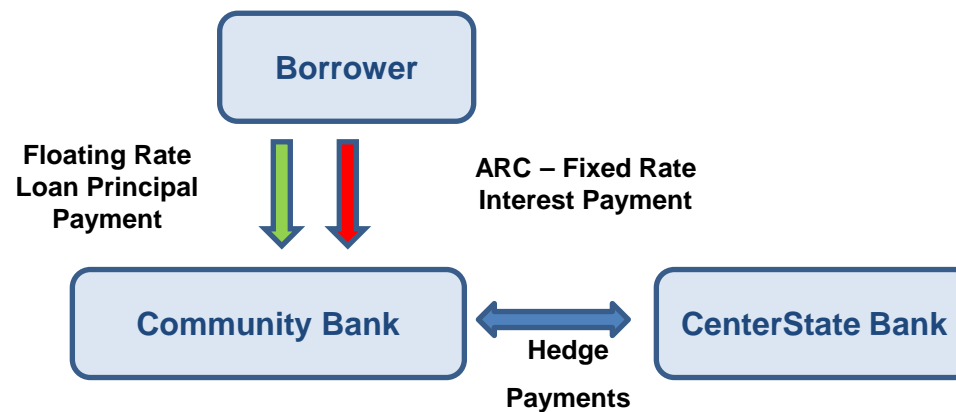 Borrower
Floating Rate
Loan Principal
Payment
ARC – Fixed Rate
Interest Payment
Community Bank
CenterState Bank
Hedge
Payments